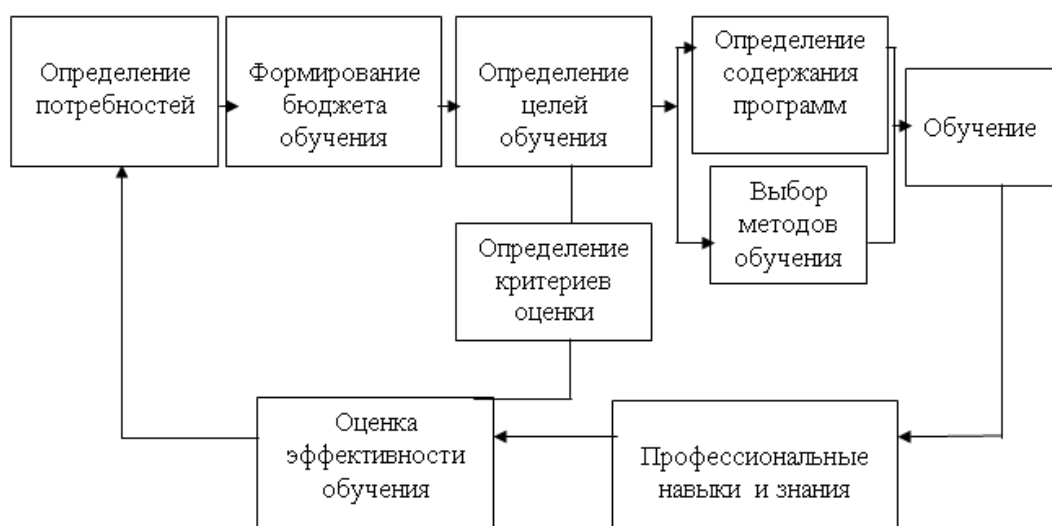 Определение
потребностей
Формирование
бюджета
обучения
Определение
целей
обучения
Определение
содержания
программ
Выбор
методов
обучения
Обучение
Определение
критериев
оценки
Оценка
эффективности
обучения
Профессиональные
навыки и знания